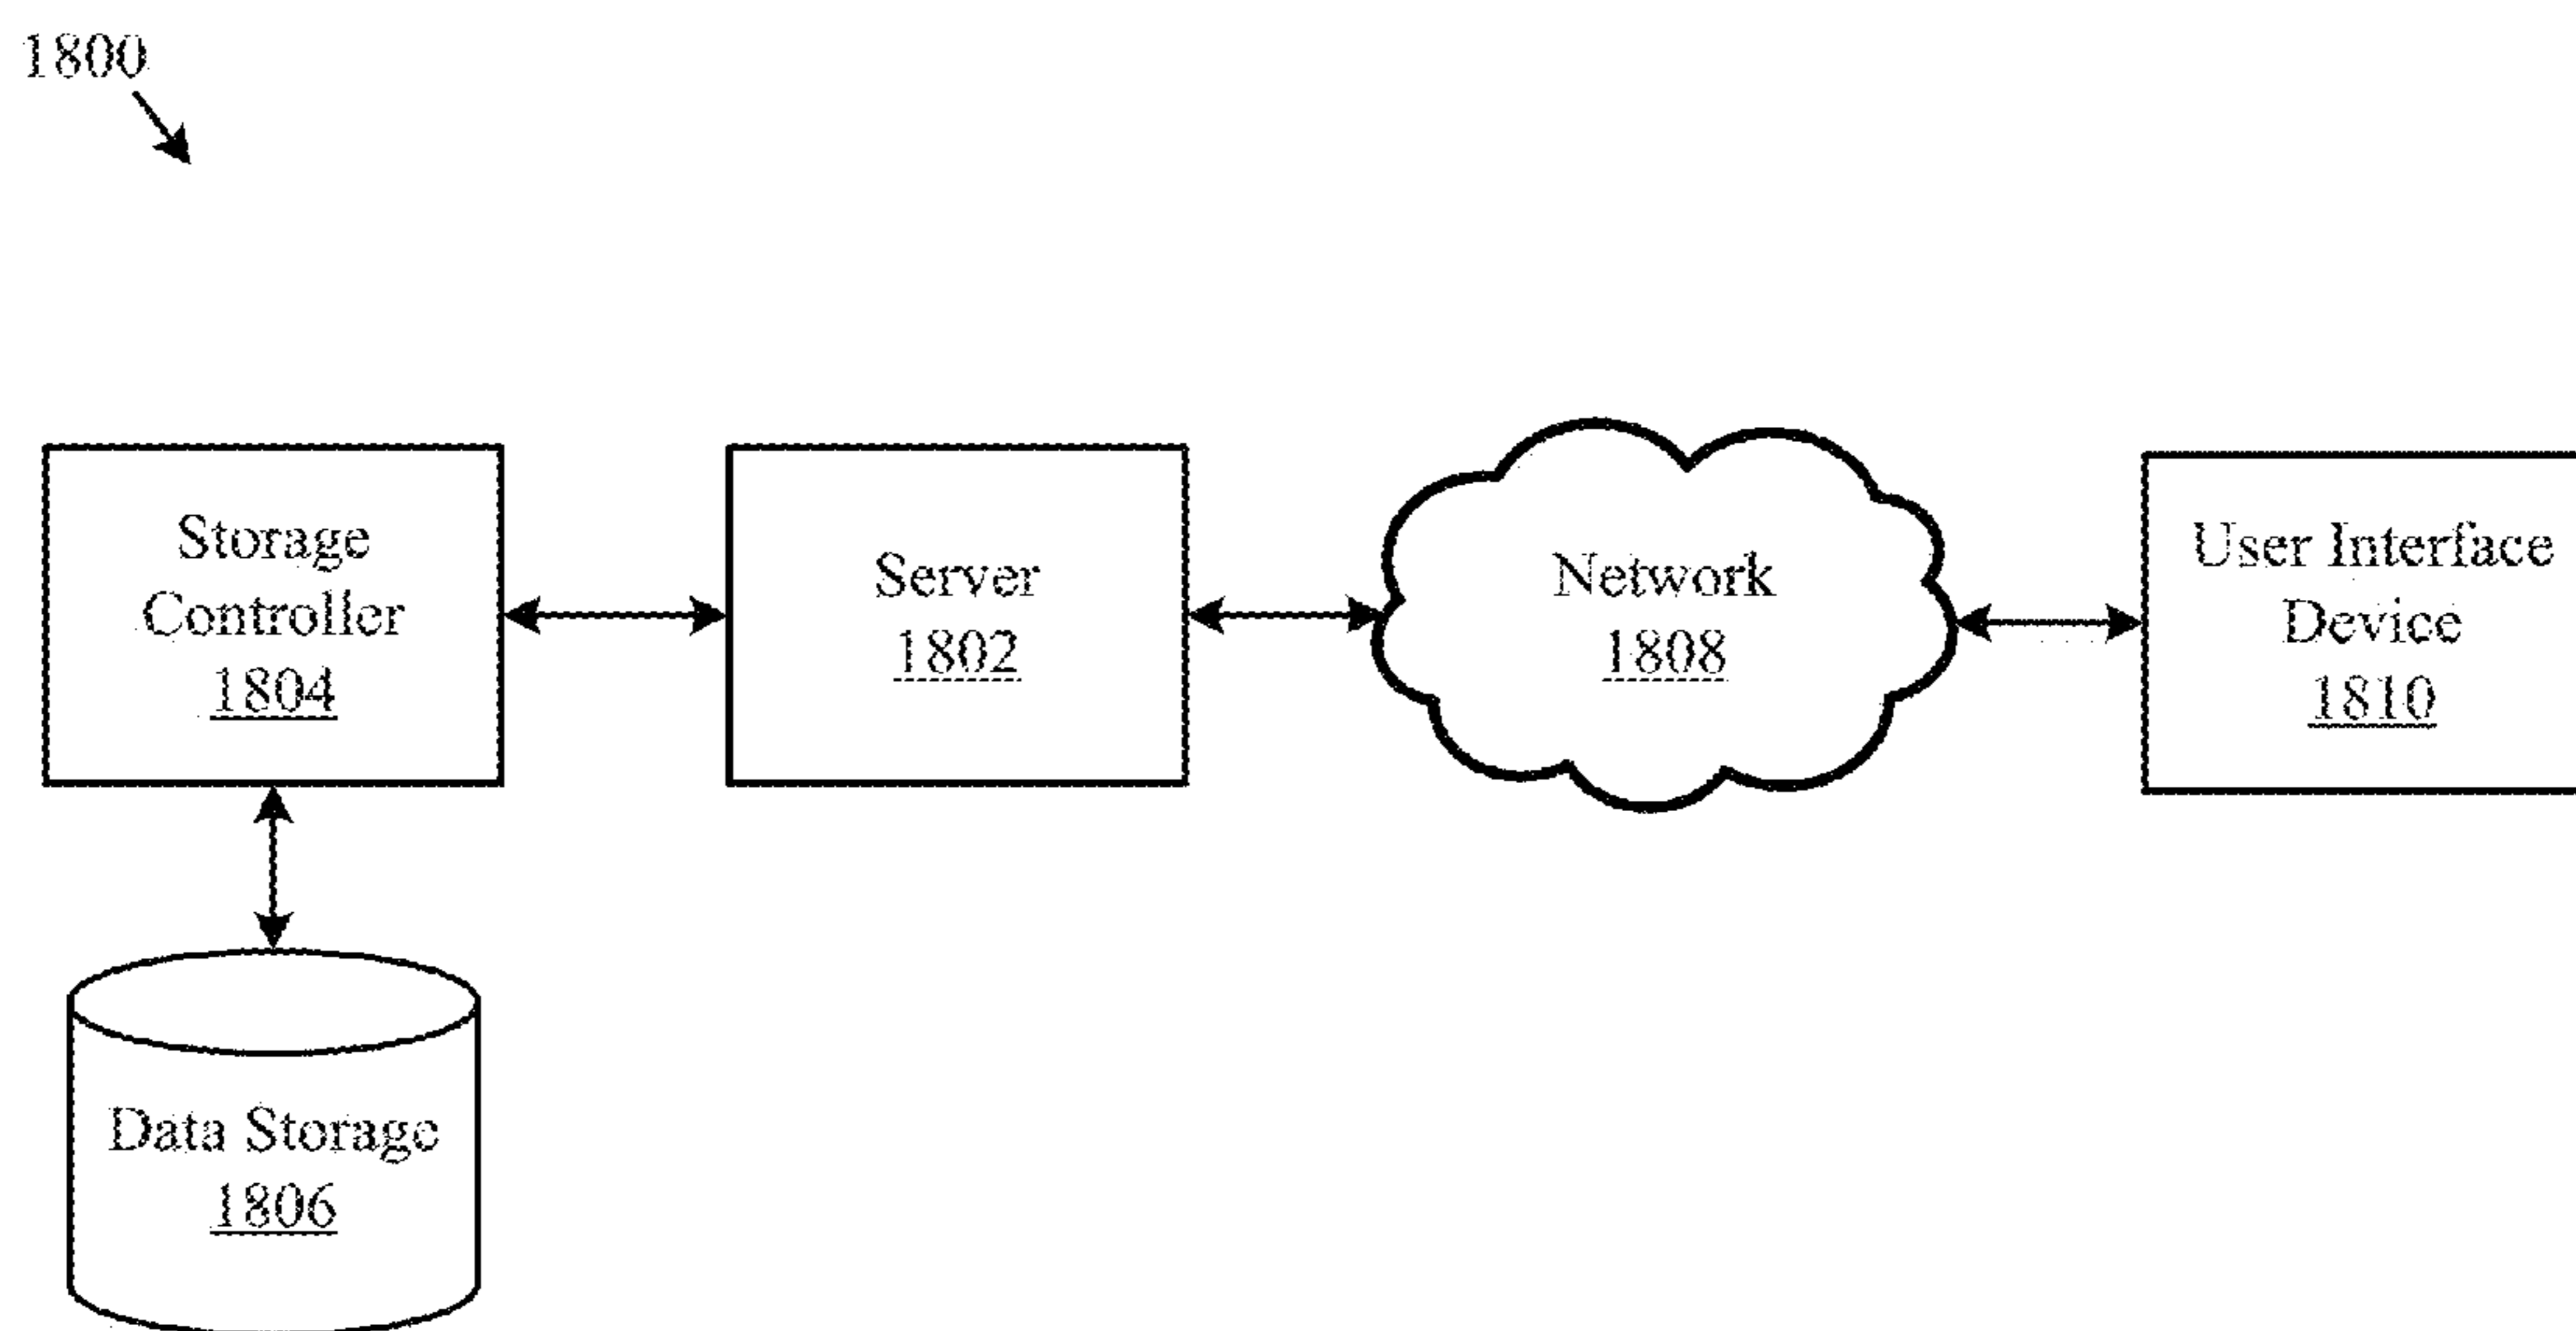 1800
Storage
Controller
1804
Server
1802
Network
1808
User Interface
Device
1810
Data Storage
1806